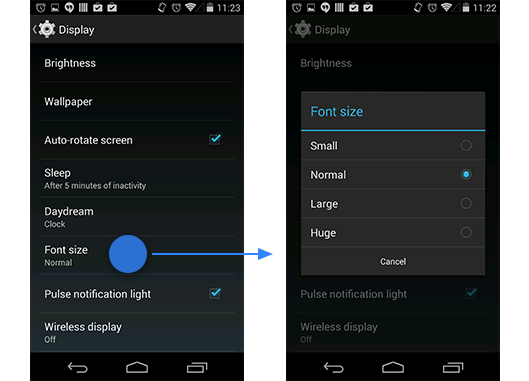 11:23
Display
Brightness
Wallpaper
Auto-rotate screen
Sleep
After 5 minutes of inactivity
Daydream
Clock
Font size
Normal
Pulse notification light
Wireless display
Off
11:22
Display
Brightness
Font size
Small
Normal
Large
Huge
Cancel
Pulse notification light
Wireless display
Off